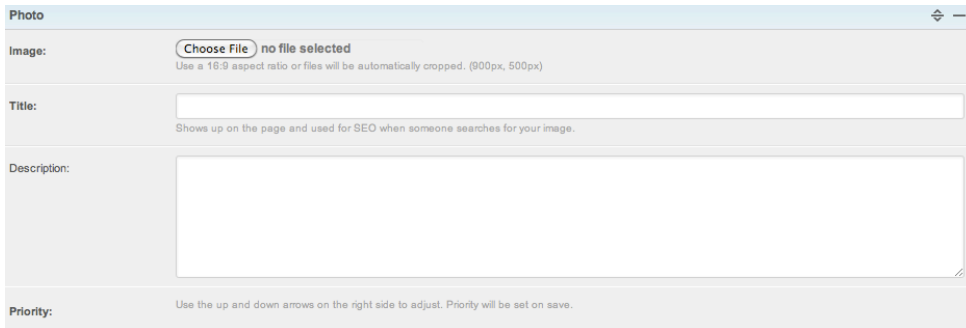 Photo
Image:
Choose File no file selected
Use a 16:9 aspect ratio or files will be automatically cropped. (900px, 500px)
Title:
Shows up on the page and used for SEO when someone searches for your image.
Description:
Priority:
Use the up and down arrows on the right side to adjust. Priority will be set on save.